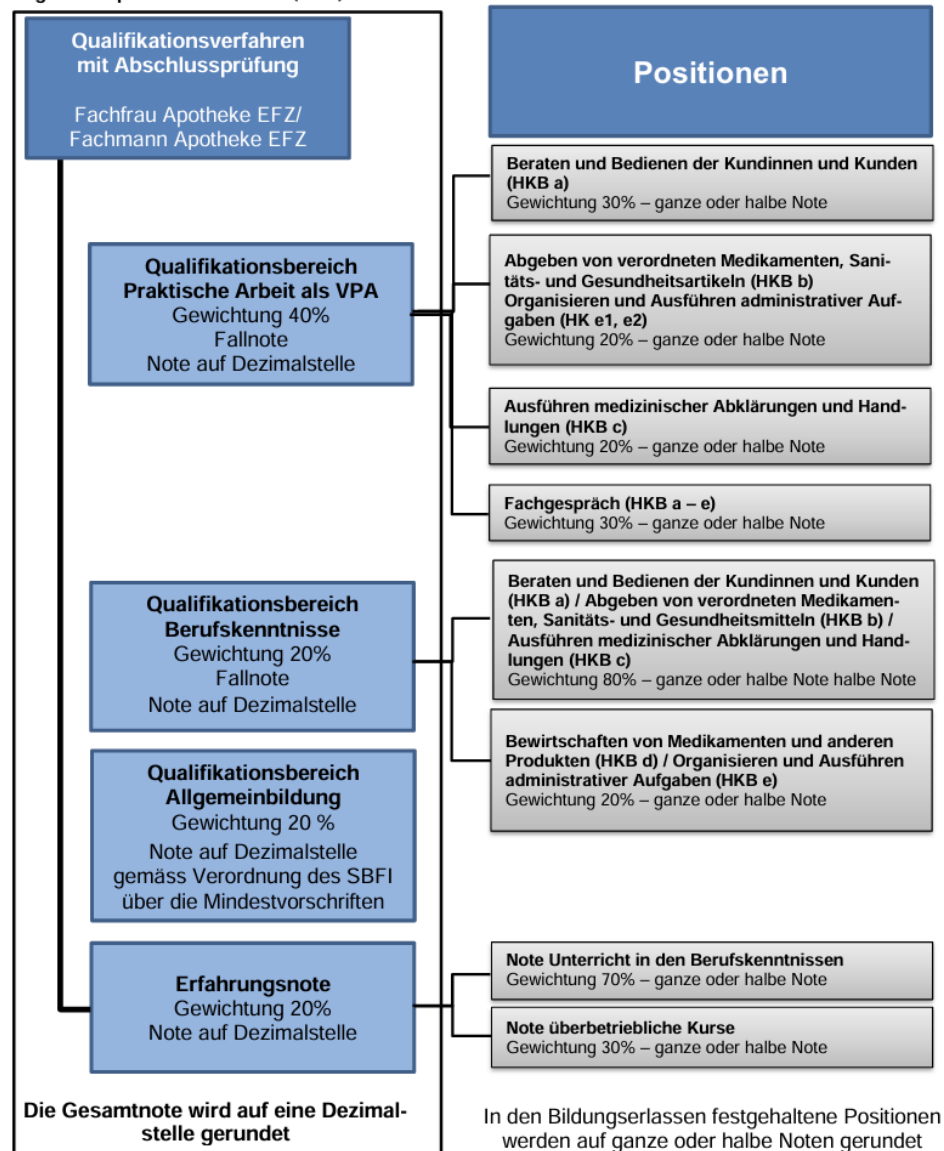 Qualifikationsverfahren
mit Abschlussprüfung
Fachfrau Apotheke EFZ/
Fachmann Apotheke EFZ
Positionen
Qualifikationsbereich
Praktische Arbeit als VPA
Gewichtung 40%
Fallnote
Note auf Dezimalstelle
Beraten und Bedienen der Kundinnen und Kunden
(HKB a)
Gewichtung 30% – ganze oder halbe Note
Abgeben von verordneten Medikamenten, Sani-
täts- und Gesundheitsartikeln (HKB b)
Organisieren und Ausführen administrativer Auf-
gaben (HK e1, e2)
Gewichtung 20% – ganze oder halbe Note
Ausführen medizinischer Abklärungen und Hand-
lungen (HKB c)
Gewichtung 20% – ganze oder halbe Note
Fachgespräch (HKB a – e)
Gewichtung 30% – ganze oder halbe Note
Qualifikationsbereich
Berufskenntnisse
Gewichtung 20%
Fallnote
Note auf Dezimalstelle
Beraten und Bedienen der Kundinnen und Kunden
(HKB a) / Abgeben von verordneten Medikamen-
ten, Sanitäts- und Gesundheitsmitteln (HKB b) /
Ausführen medizinischer Abklärungen und Hand-
lungen (HKB c)
Gewichtung 80% – ganze oder halbe Note halbe Note
Bewirtschaften von Medikamenten und anderen
Produkten (HKB d) / Organisieren und Ausführen
administrativer Aufgaben (HKB e)
Gewichtung 20% – ganze oder halbe Note
Qualifikationsbereich
Allgemeinbildung
Gewichtung 20 %
Note auf Dezimalstelle
gemäss Verordnung des SBFI
über die Mindestvorschriften
Erfahrungsnote
Gewichtung 20%
Note auf Dezimalstelle
Note Unterricht in den Berufskenntnissen
Gewichtung 70% – ganze oder halbe Note
Note überbetriebliche Kurse
Gewichtung 30% – ganze oder halbe Note
Die Gesamtnote wird auf eine Dezimal-
stelle gerundet
In den Bildungserlassen festgehaltene Positionen
werden auf ganze oder halbe Noten gerundet